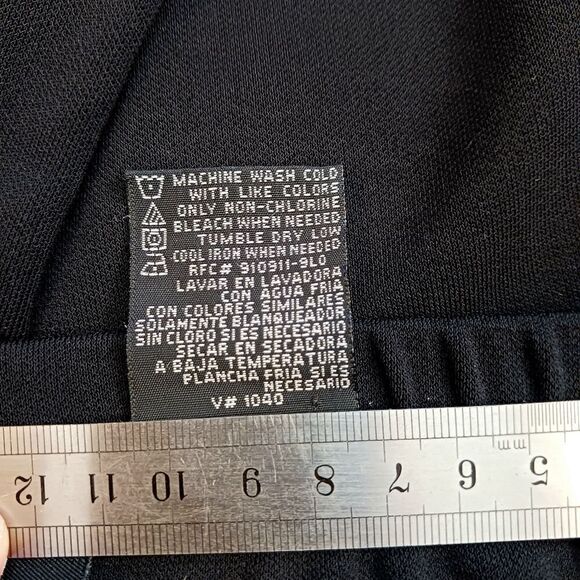 MACHINE WASH COLD
WITH LIKE COLORS
ONLY NON-CHLORINE
BLEACH WHEN NEEDED
TUMBLE DRY LOW
COOL IRON WHEN NEEDED
RFC# 910911-9L0
LAVAR EN LAVADORA
CON AGUA FRIA
CON COLORES SIMILARES
SOLAMENTE BLANQUEADOR
SIN CLORO SI ES NECESARIO
SECAR EN SECADORA
A BAJA TEMPERATURA
PLANCHA FRIA SI ES
NECESARIO
V# 1040
12 11 10 9 8 7 6 5
mm